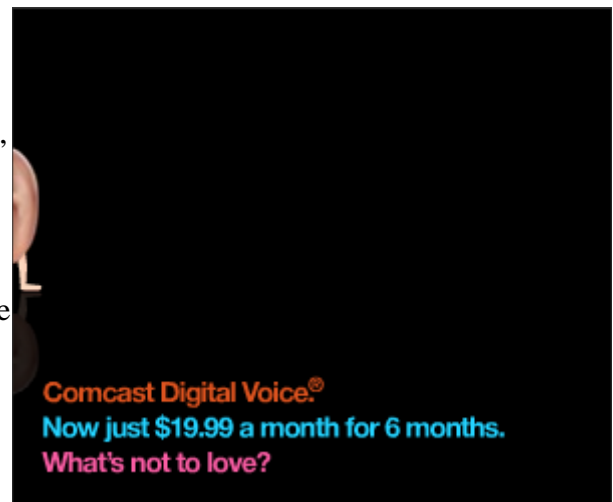 ,
e
Comcast Digital Voice.®
Now just $19.99 a month for 6 months.
What's not to love?